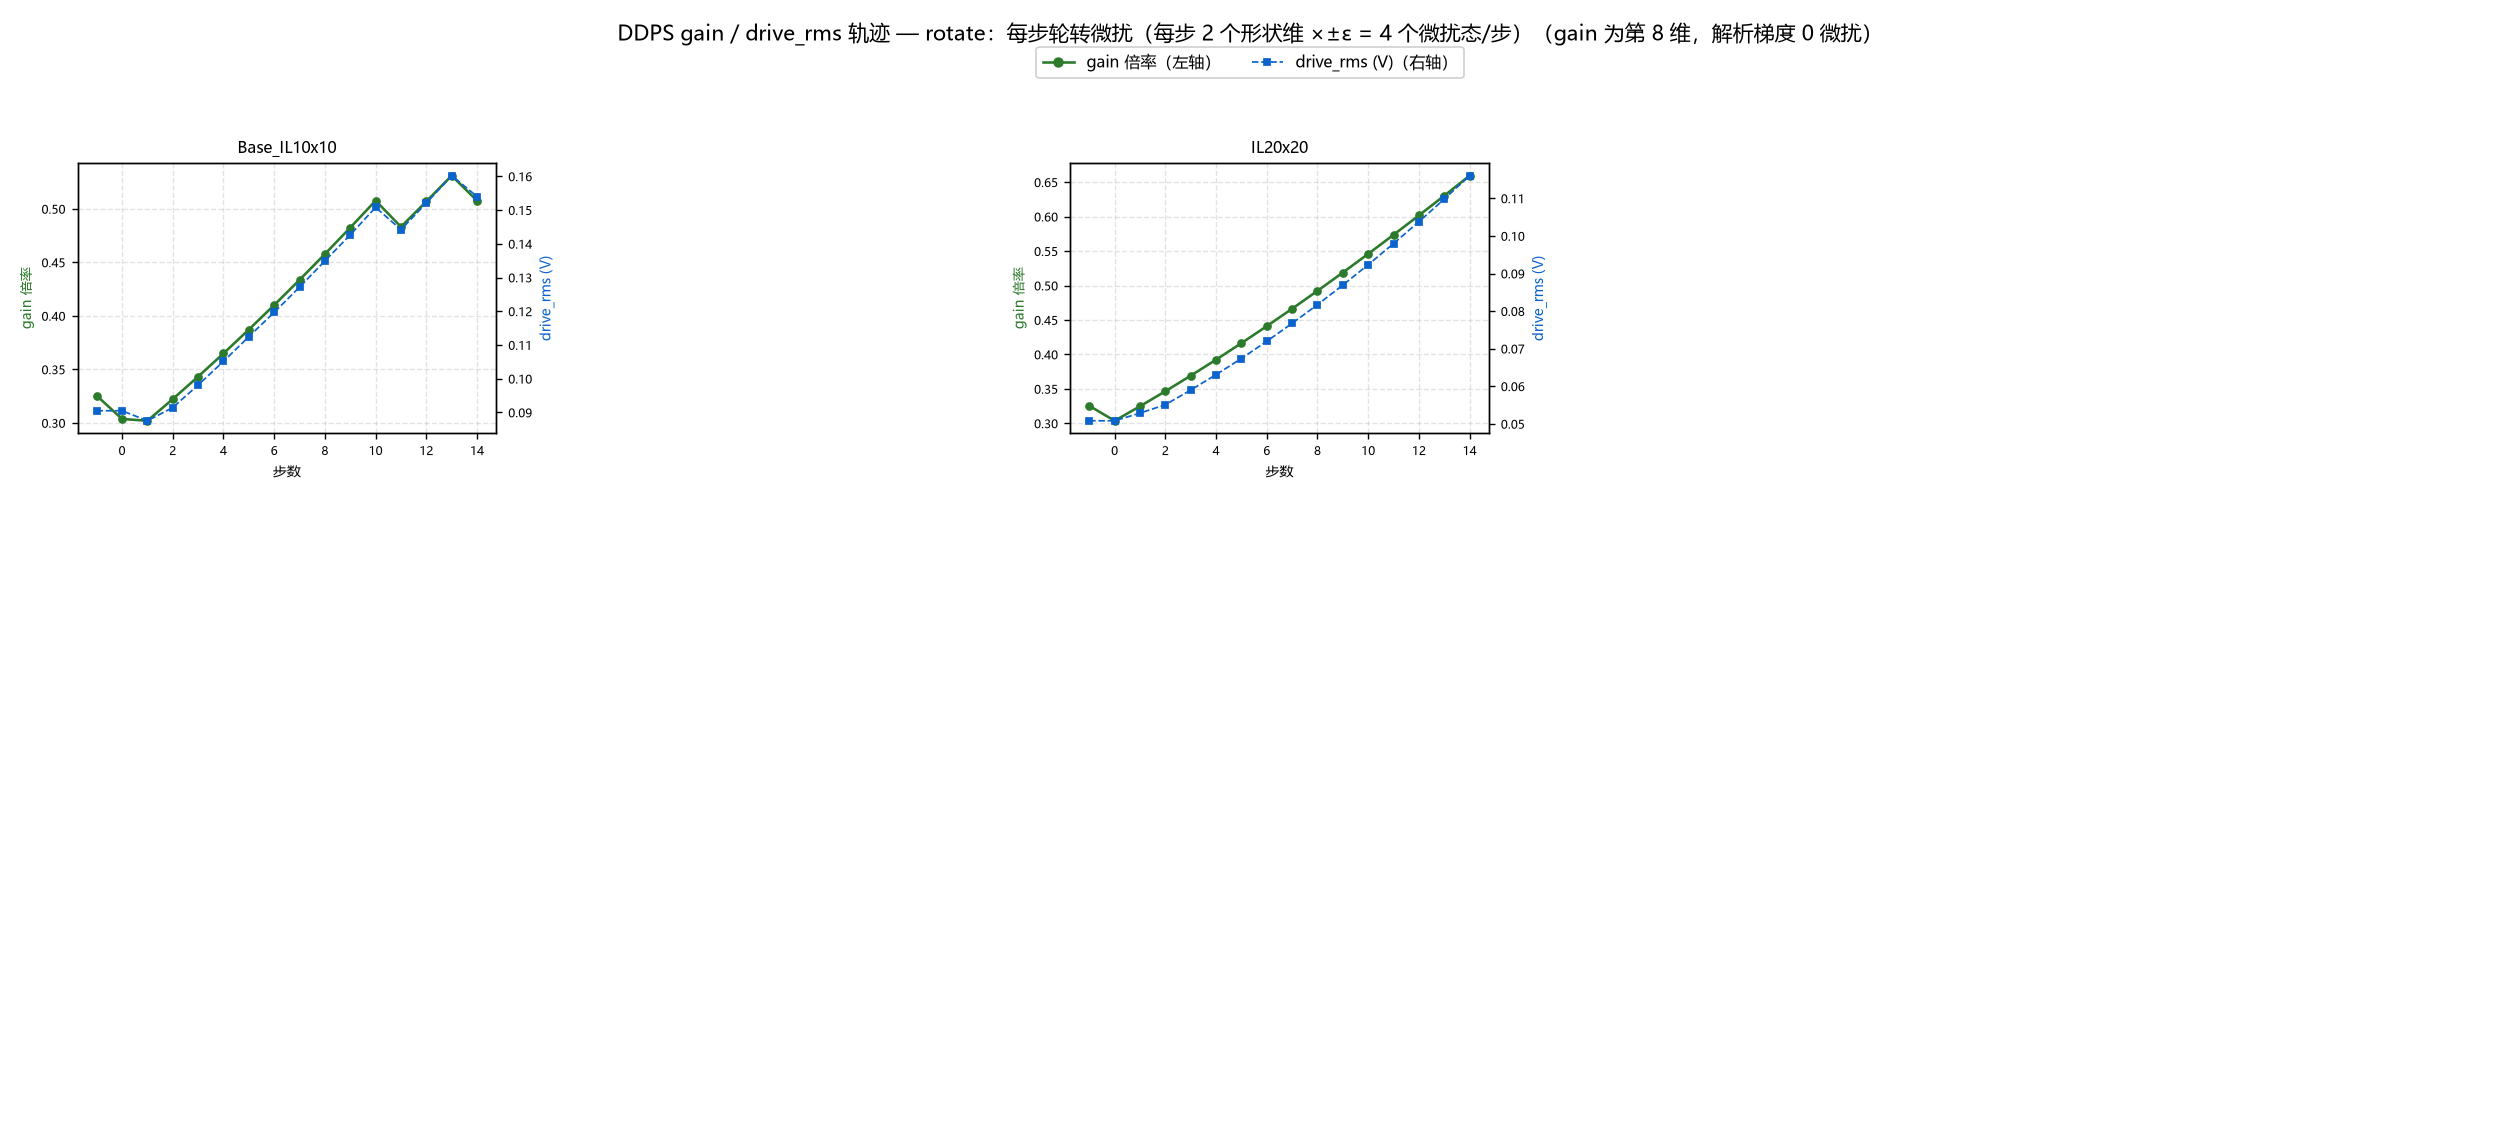 DDPS gain / drive_rms 轨迹 — rotate：每步轮转微扰（每步 2 个形状维 ×±ε = 4 个微扰态/步）（gain 为第 8 维，解析梯度 0 微扰）
gain 倍率（左轴） drive_rms (V)（右轴）
Base_IL10x10
gain 倍率
0.50
0.45
0.40
0.35
0.30
0.16
0.15
0.14
0.13
0.12
0.11
0.10
0.09
drive_rms (V)
0 2 4 6 8 10 12 14
步数
IL20x20
gain 倍率
0.65
0.60
0.55
0.50
0.45
0.40
0.35
0.30
0.11
0.10
0.09
0.08
0.07
0.06
0.05
drive_rms (V)
0 2 4 6 8 10 12 14
步数